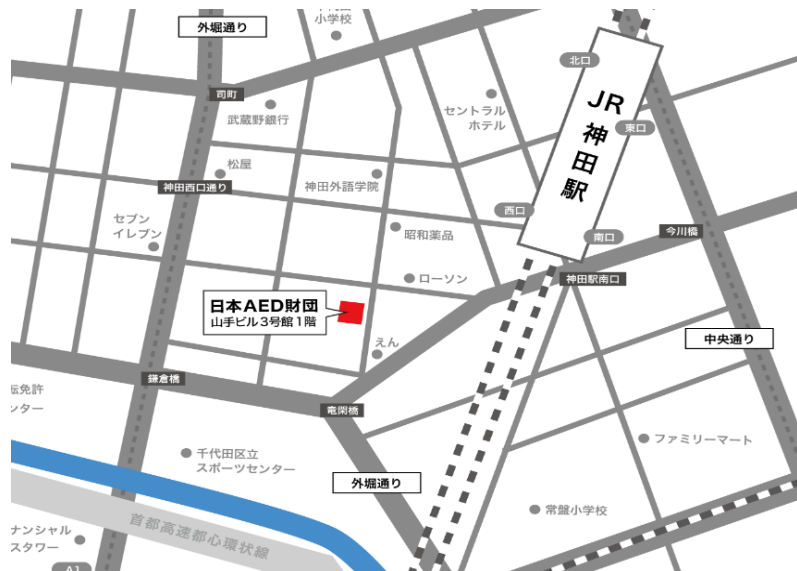 外堀通り
小学校
北口
JR
神田駅
東口
司町
武蔵野銀行
セントラル
ホテル
松屋
神田西口通り
神田外語学院
西口
南口
今川橋
セブン
イレブン
昭和薬品
ローソン
神田駅南口
日本AED財団
山手ビル3号館1階
えん
中央通り
鎌倉橋
竜閑橋
転免許
ンター
千代田区立
スポーツセンター
外堀通り
ファミリーマート
常盤小学校
首都高速都心環状線
ナンシャル
スタワー
A1